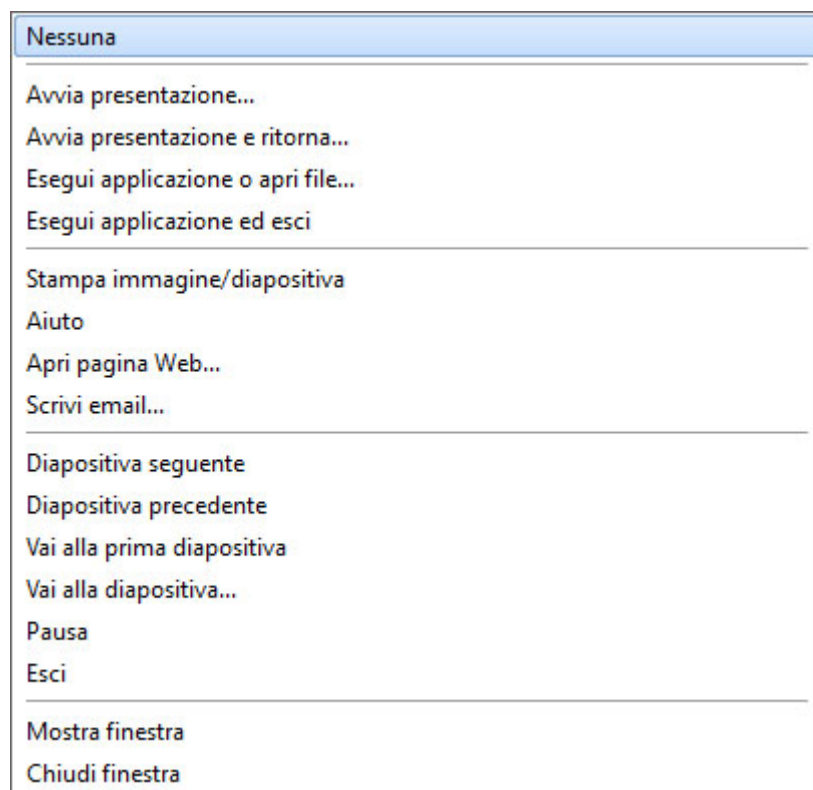 Nessuna
Avvia presentazione...
Avvia presentazione e ritorna...
Esegui applicazione o apri file...
Esegui applicazione ed esci
Stampa immagine/diapositiva
Aiuto
Apri pagina Web...
Scrivi email...
Diapositiva seguente
Diapositiva precedente
Vai alla prima diapositiva
Vai alla diapositiva...
Pausa
Esci
Mostra finestra
Chiudi finestra